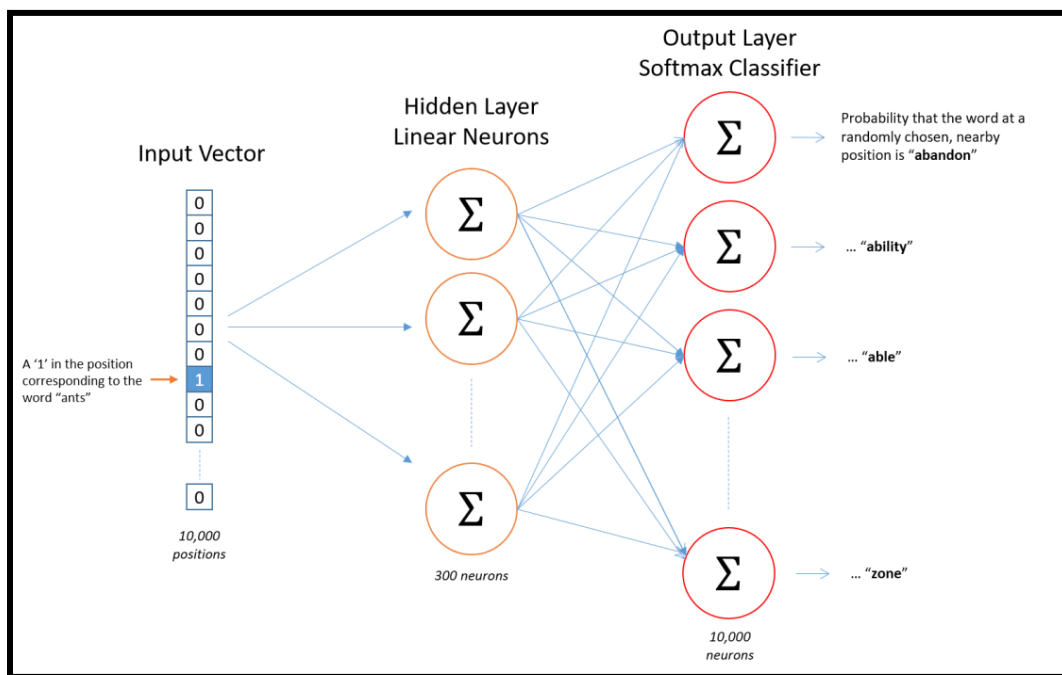 Output Layer
Softmax Classifier
Hidden Layer
Linear Neurons
Input Vector
0
0
0
0
0
0
0
1
0
0
0
10,000
positions
A ‘1’ in the position
corresponding to the
word “ants”
Σ
Σ
Σ
300 neurons
Σ
Σ
Σ
Σ
10,000
neurons
Probability that the word at a
randomly chosen, nearby
position is “abandon”
... “ability”
... “able”
... “zone”